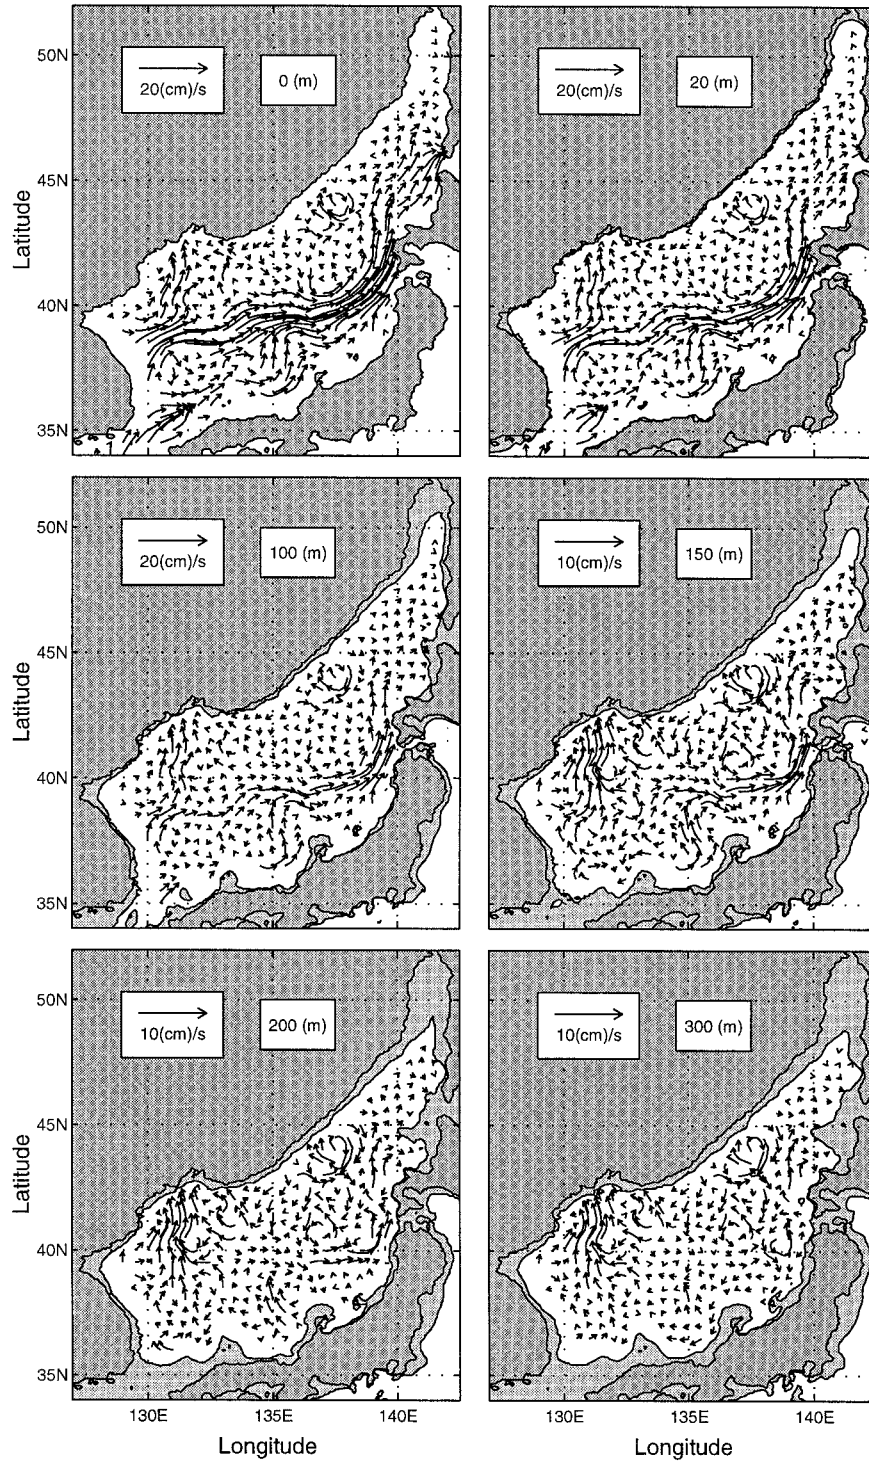 20(cm)/s
0 (m)
20(cm)/s
20 (m)
50N
45N
40N
35N
Latitude
20(cm)/s
100 (m)
10(cm)/s
150 (m)
50N
45N
40N
35N
Latitude
10(cm)/s
200 (m)
10(cm)/s
300 (m)
50N
45N
40N
35N
Latitude
130E 135E 140E
130E 135E 140E
Longitude
Longitude